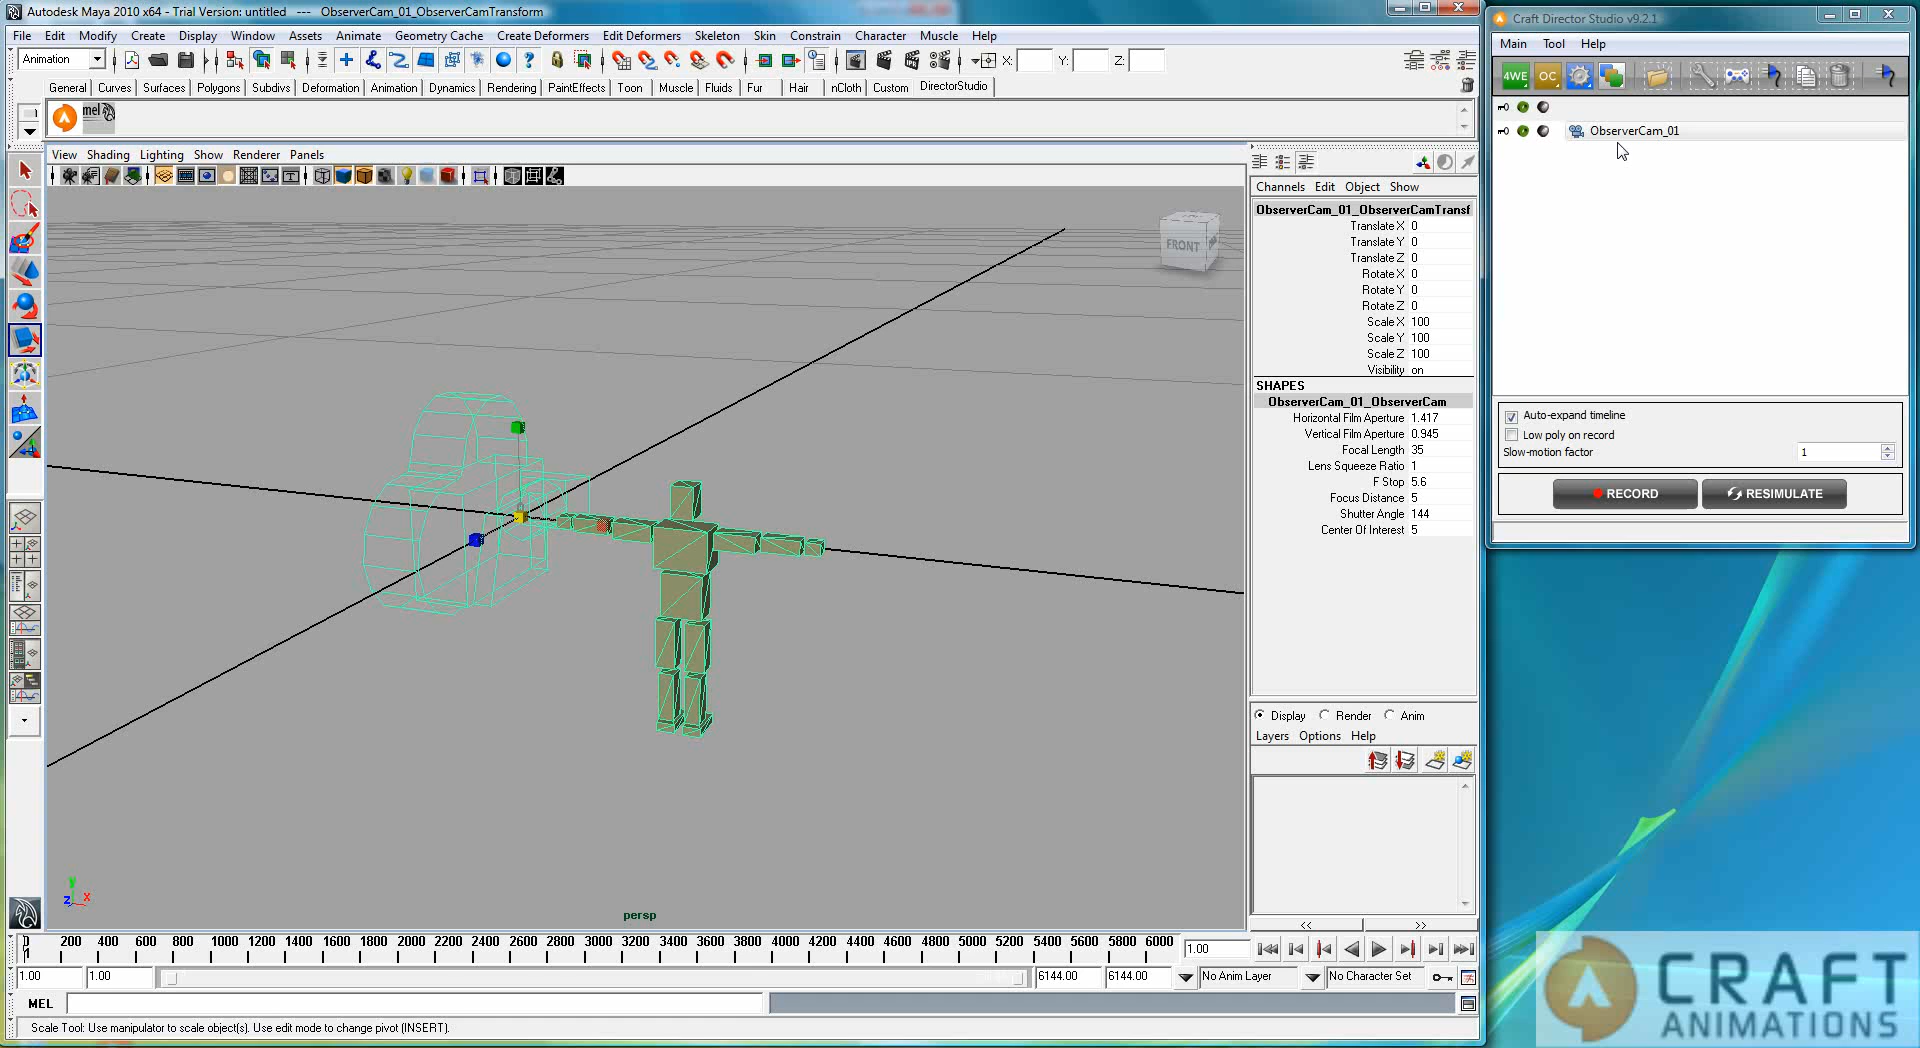 Autodesk Maya 2010 x64 - Trial Version: untitled --- ObserverCam_01_ObserverCamTransform
File Edit Modify Create Display Window Assets Animate Geometry Cache Create Deformers Edit Deformers Skeleton Skin Constrain Character Muscle Help
Animation X: Y: Z:
General Curves Surfaces Polygons Subdivs Deformation Animation Dynamics Rendering PaintEffects Toon Muscle Fluids Fur Hair nCloth Custom DirectorStudio
mel
View Shading Lighting Show Renderer Panels
FRONT
persp
y
z x
Channels Edit Object Show
ObserverCam_01_ObserverCamTransf
Translate X 0
Translate Y 0
Translate Z 0
Rotate X 0
Rotate Y 0
Rotate Z 0
Scale X 100
Scale Y 100
Scale Z 100
Visibility on
SHAPES
ObserverCam_01_ObserverCam
Horizontal Film Aperture 1.417
Vertical Film Aperture 0.945
Focal Length 35
Lens Squeeze Ratio 1
F Stop 5.6
Focus Distance 5
Shutter Angle 144
Center Of Interest 5
Display Render Anim
Layers Options Help
<< >>
1 200 400 600 800 1000 1200 1400 1600 1800 2000 2200 2400 2600 2800 3000 3200 3400 3600 3800 4000 4200 4400 4600 4800 5000 5200 5400 5600 5800 6000 1.00
1.00 1.00 6144.00 6144.00 No Anim Layer No Character Set
MEL
Scale Tool: Use manipulator to scale object(s). Use edit mode to change pivot (INSERT).
Craft Director Studio v9.2.1
Main Tool Help
4WE OC
ObserverCam_01
Auto-expand timeline
Low poly on record
Slow-motion factor 1
RECORD RESIMULATE
CRAFT
ANIMATIONS